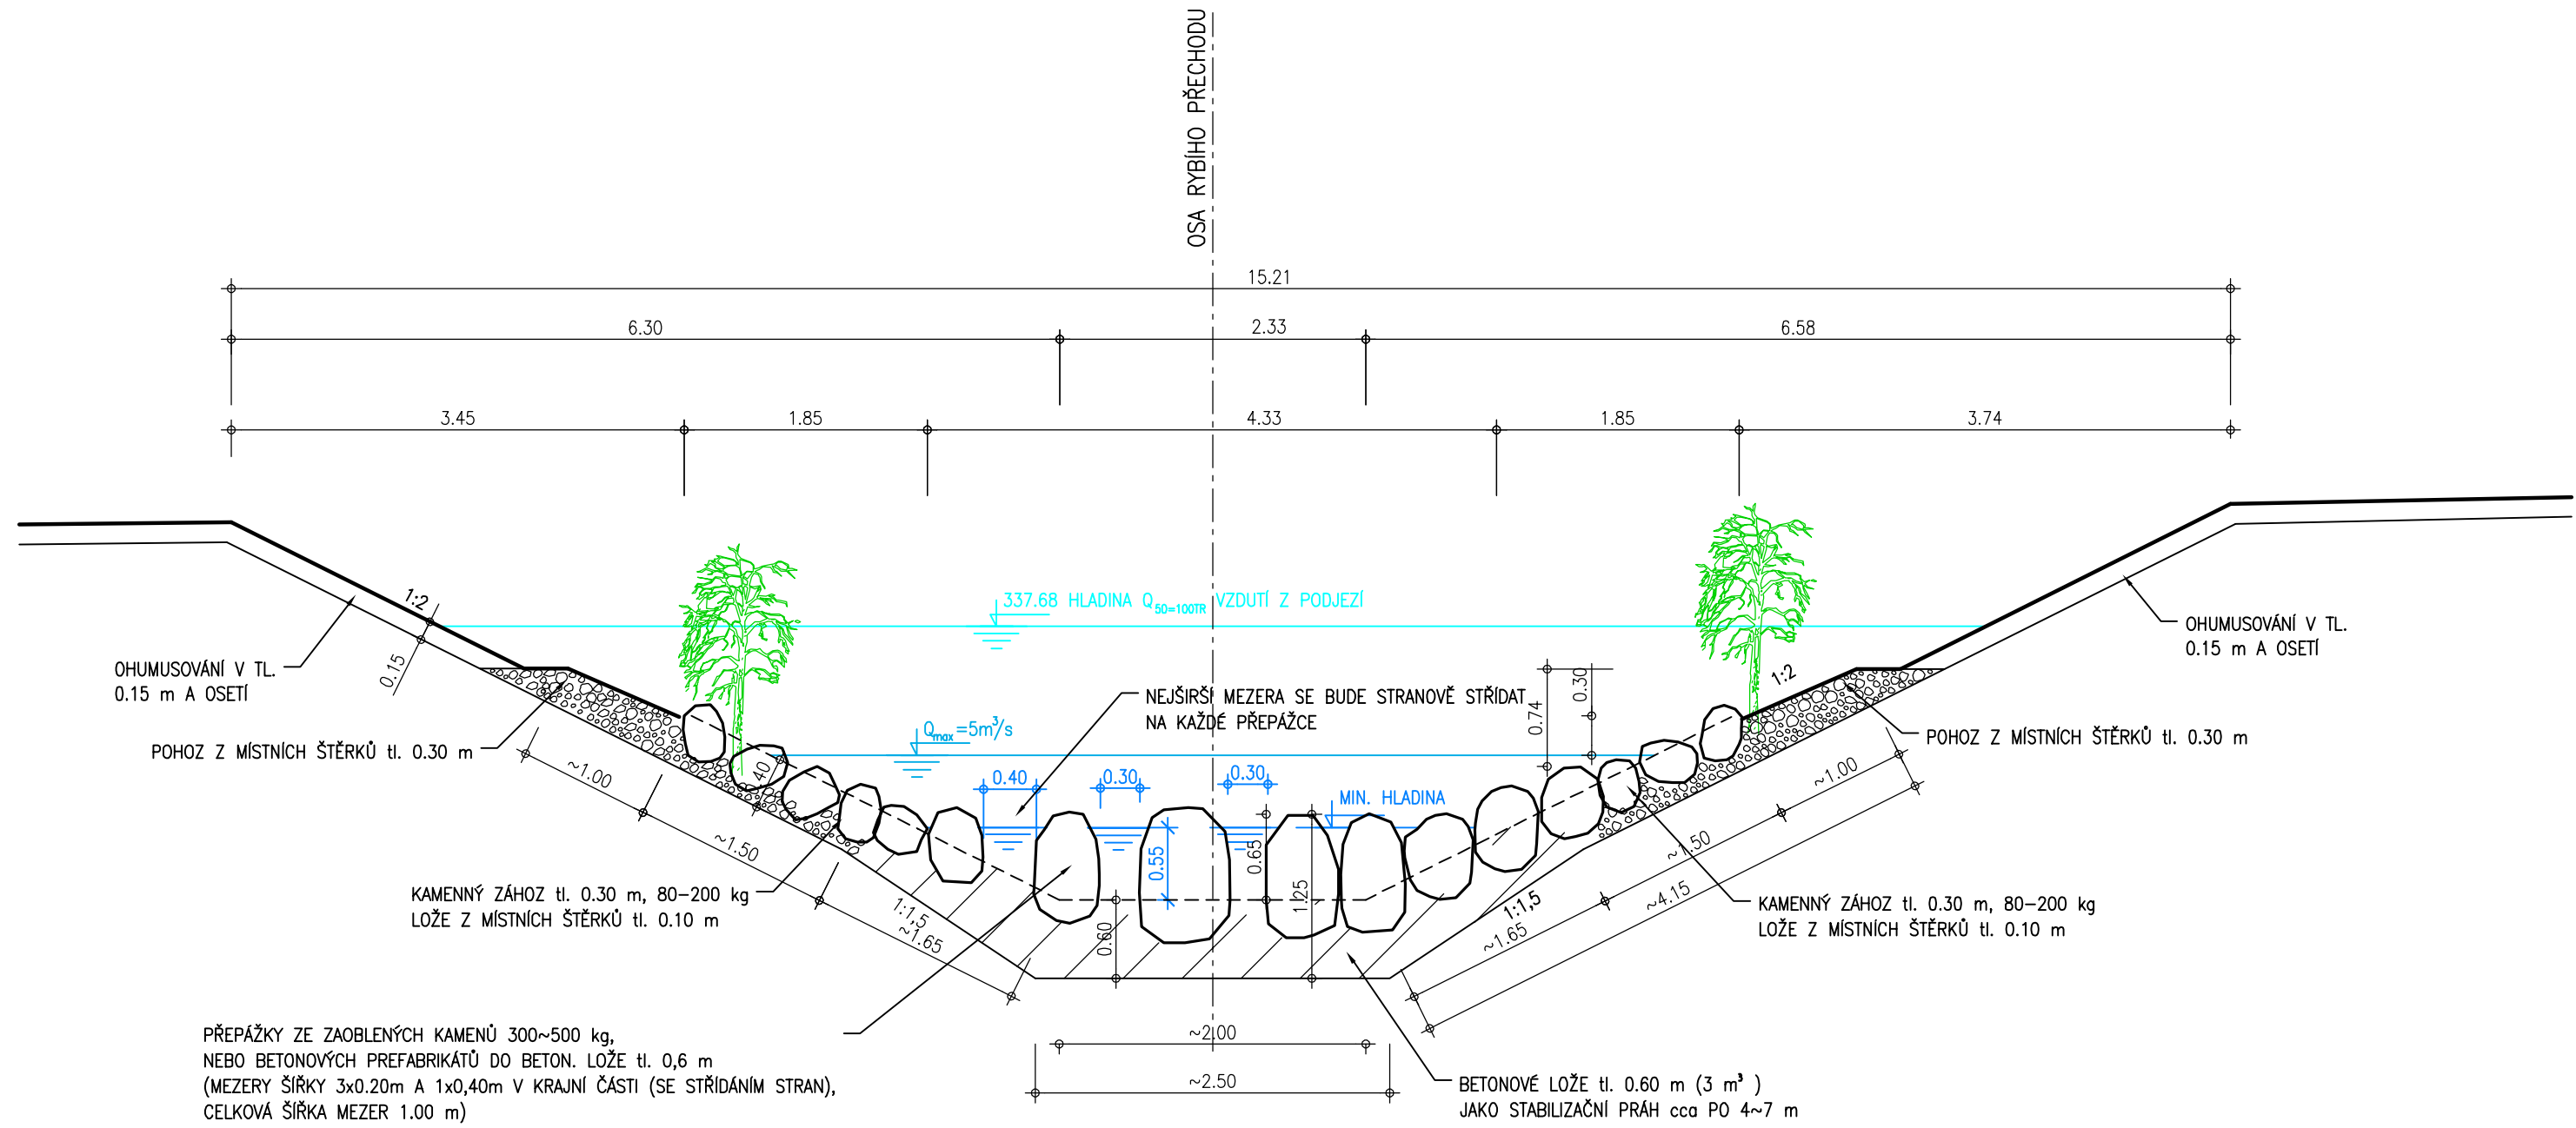 OSA RYBÍHO PŘECHODU
15.21
6.30
2.33
6.58
3.45
1.85
4.33
1.85
3.74
337.68 HLADINA Q50=100TR VZDUTÍ Z PODJEZÍ
1:2
0.15
OHUMUSOVÁNÍ V TL.
0.15 m A OSETÍ
OHUMUSOVÁNÍ V TL.
0.15 m A OSETÍ
1:2
0.30
0.74
NEJŠIRŠÍ MEZERA SE BUDE STRANOVĚ STŘÍDAT
NA KAŽDÉ PŘEPÁŽCE
Qmax=5m³/s
POHOZ Z MÍSTNÍCH ŠTĚRKŮ tl. 0.30 m
POHOZ Z MÍSTNÍCH ŠTĚRKŮ tl. 0.30 m
~1.00
~1.50
~1.65
.40
0.40
0.30
0.30
MIN. HLADINA
0.55
0.65
1.25
0.60
~1.00
~1.50
~1.65
~4.15
1:1,5
1:1,5
KAMENNÝ ZÁHOZ tl. 0.30 m, 80-200 kg
LOŽE Z MÍSTNÍCH ŠTĚRKŮ tl. 0.10 m
KAMENNÝ ZÁHOZ tl. 0.30 m, 80-200 kg
LOŽE Z MÍSTNÍCH ŠTĚRKŮ tl. 0.10 m
PŘEPÁŽKY ZE ZAOBLENÝCH KAMENŮ 300~500 kg,
NEBO BETONOVÝCH PREFABRIKÁTŮ DO BETON. LOŽE tl. 0,6 m
(MEZERY ŠÍŘKY 3x0.20m A 1x0,40m V KRAJNÍ ČÁSTI (SE STŘÍDÁNÍM STRAN),
CELKOVÁ ŠÍŘKA MEZER 1.00 m)
~2.00
~2.50
BETONOVÉ LOŽE tl. 0.60 m (3 m³ )
JAKO STABILIZAČNÍ PRÁH cca PO 4~7 m